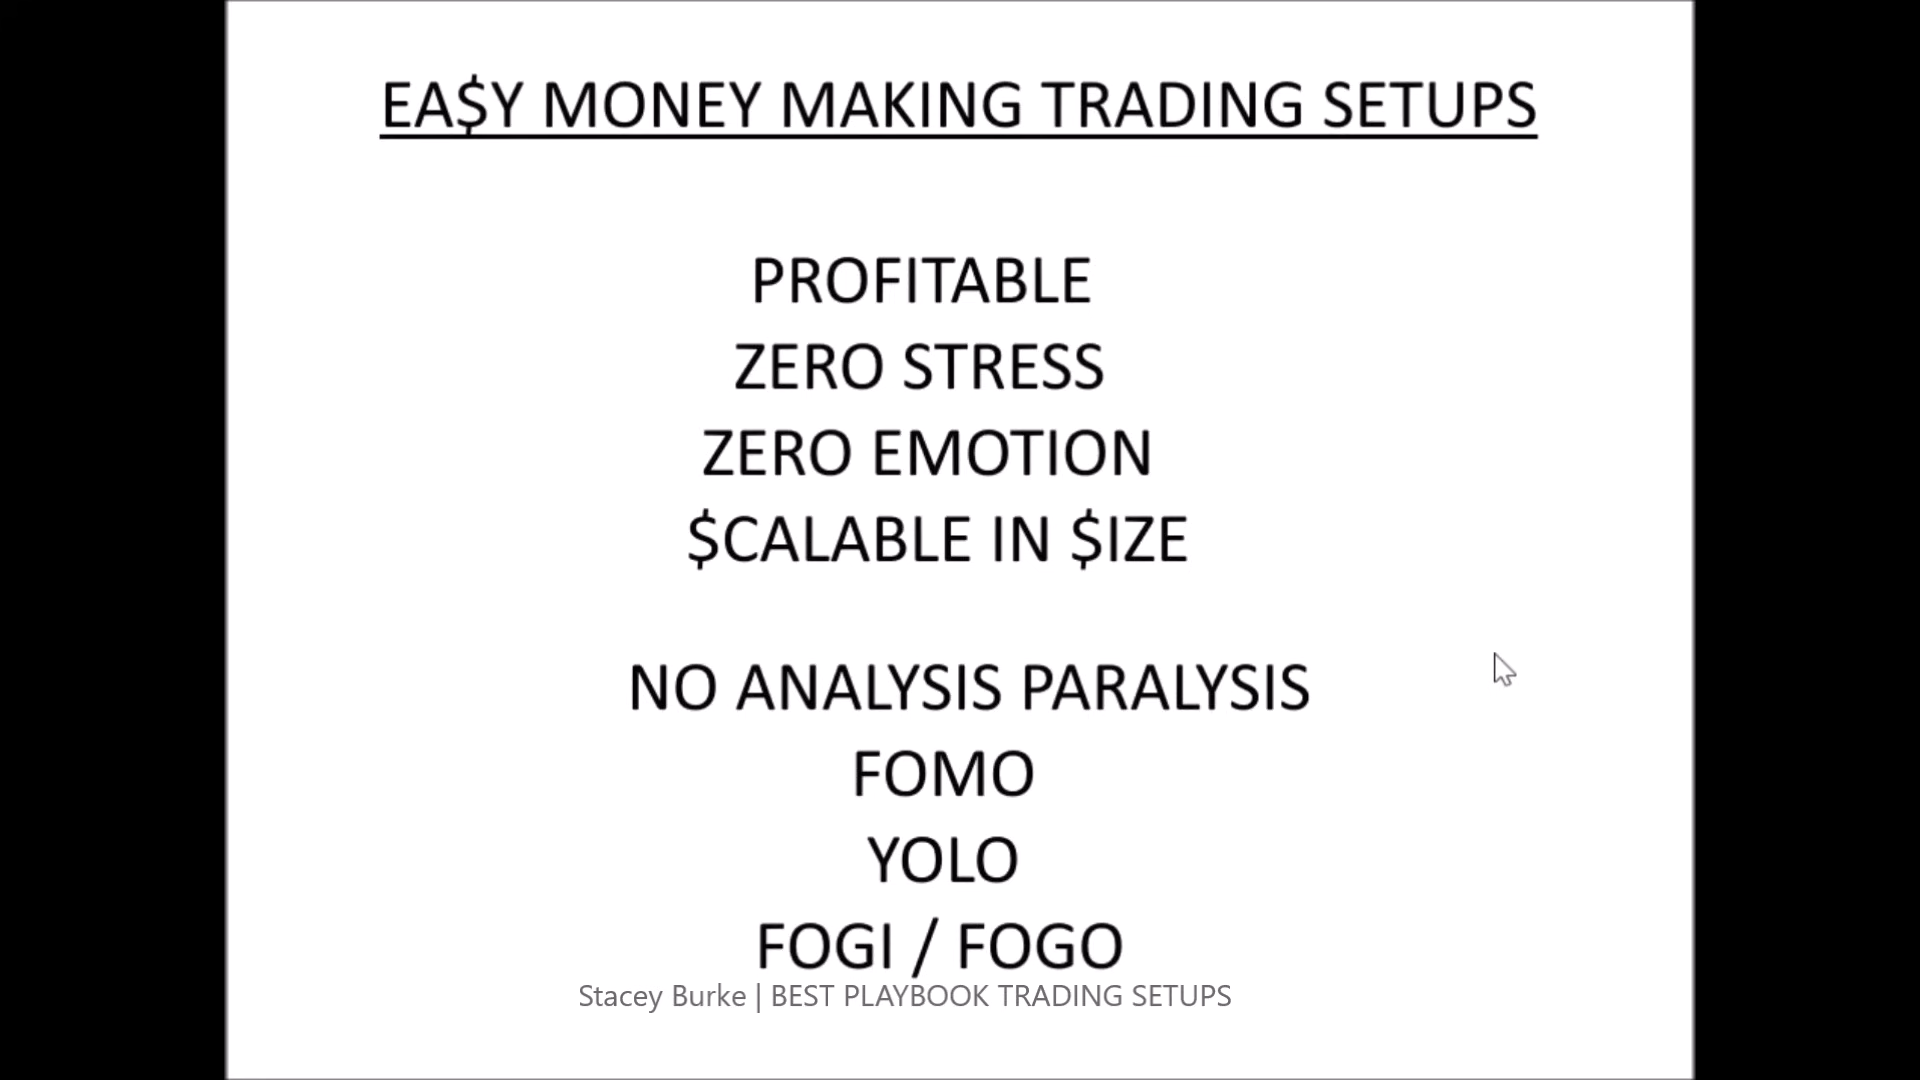 EA$Y MONEY MAKING TRADING SETUPS
PROFITABLE
ZERO STRESS
ZERO EMOTION
$CALABLE IN $IZE
NO ANALYSIS PARALYSIS
FOMO
YOLO
FOGI / FOGO
Stacey Burke | BEST PLAYBOOK TRADING SETUPS